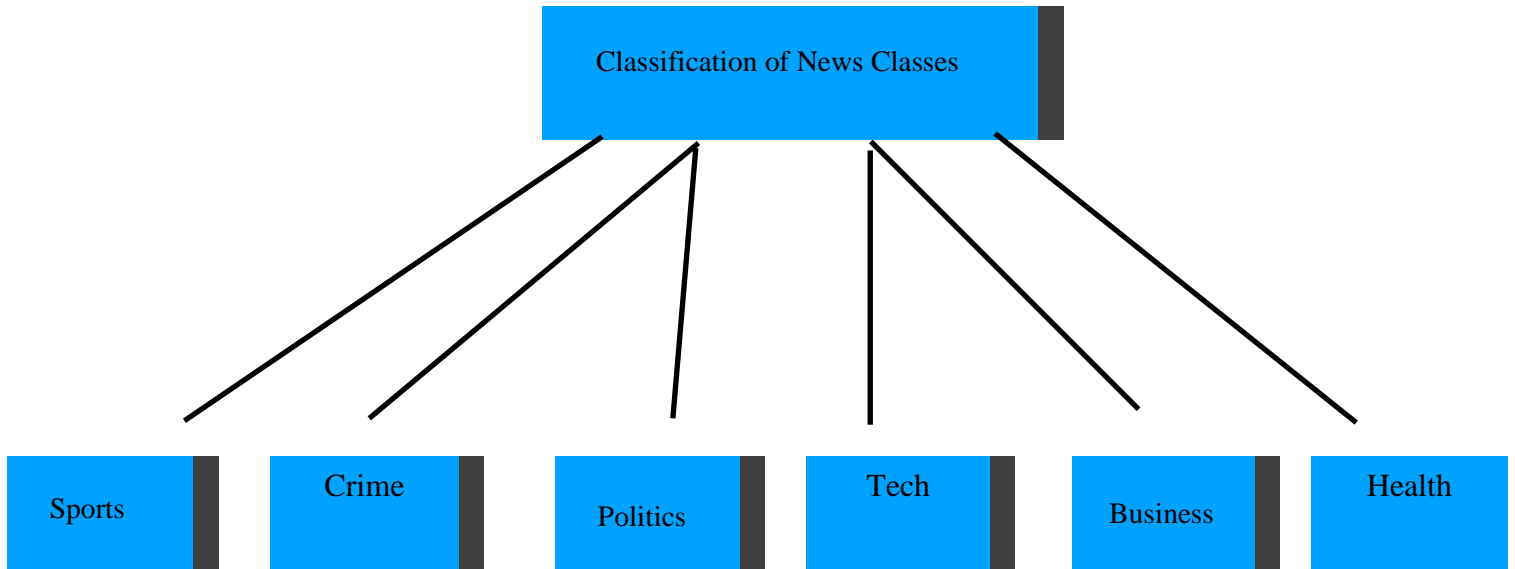 Classification of News Classes
Sports
Crime
Politics
Tech
Business
Health